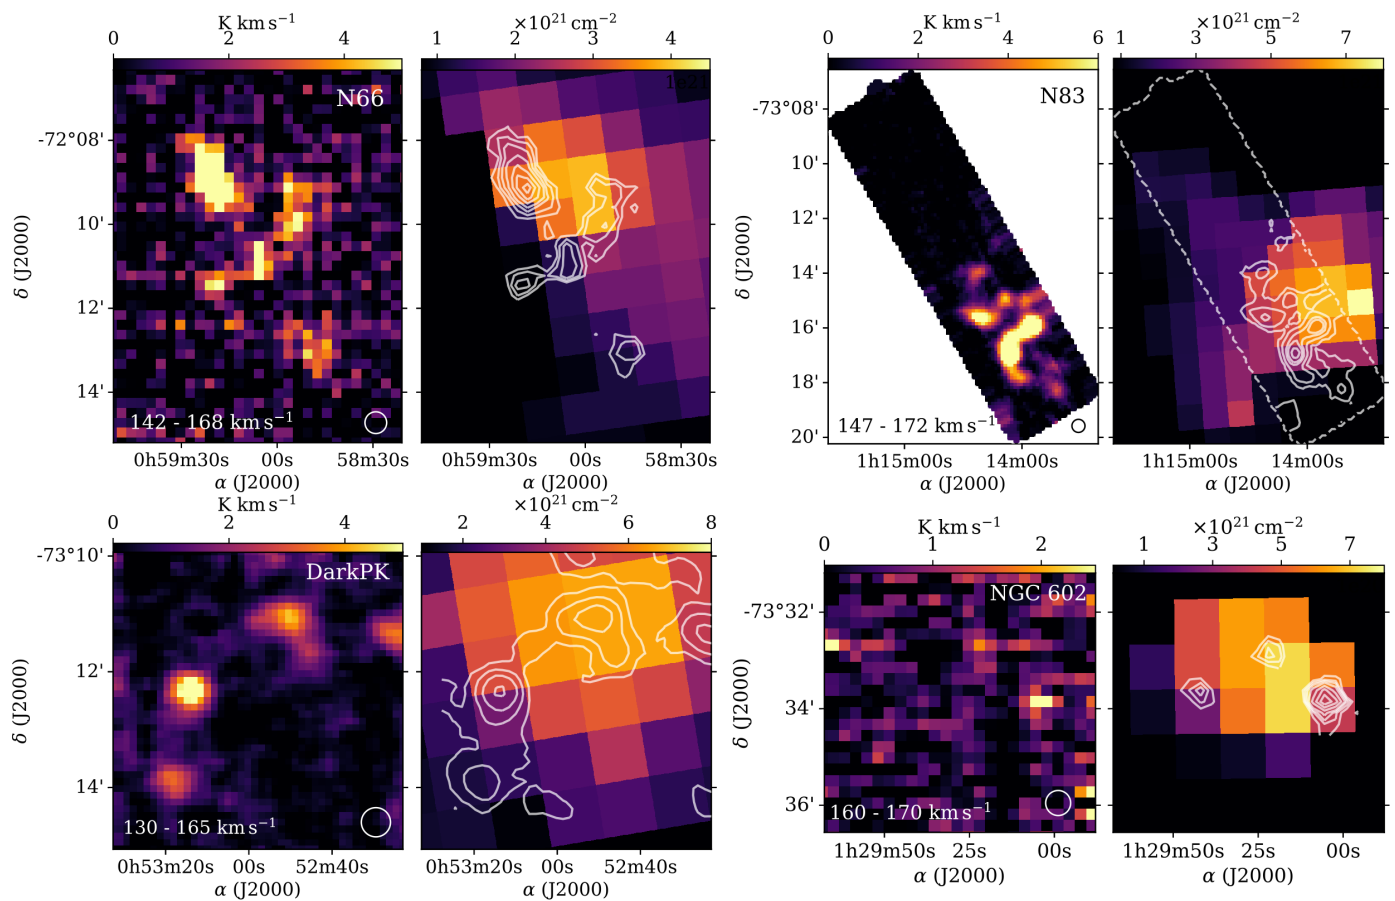 K km s⁻¹
×10²¹ cm⁻²
0 2 4
1 2 3 4
N66
-72°08'
10'
12'
14'
δ (J2000)
142 - 168 km s⁻¹
0h59m30s 00s 58m30s
0h59m30s 00s 58m30s
α (J2000)
α (J2000)
K km s⁻¹
×10²¹ cm⁻²
0 2 4 6
1 3 5 7
N83
-73°08'
10'
12'
14'
16'
18'
20'
δ (J2000)
147 - 172 km s⁻¹
1h15m00s 14m00s
1h15m00s 14m00s
α (J2000)
α (J2000)
K km s⁻¹
×10²¹ cm⁻²
0 2 4
2 4 6 8
DarkPK
-73°10'
12'
14'
δ (J2000)
130 - 165 km s⁻¹
0h53m20s 00s 52m40s
0h53m20s 00s 52m40s
α (J2000)
α (J2000)
K km s⁻¹
×10²¹ cm⁻²
0 1 2
1 3 5 7
NGC 602
-73°32'
34'
36'
δ (J2000)
160 - 170 km s⁻¹
1h29m50s 25s 00s
1h29m50s 25s 00s
α (J2000)
α (J2000)